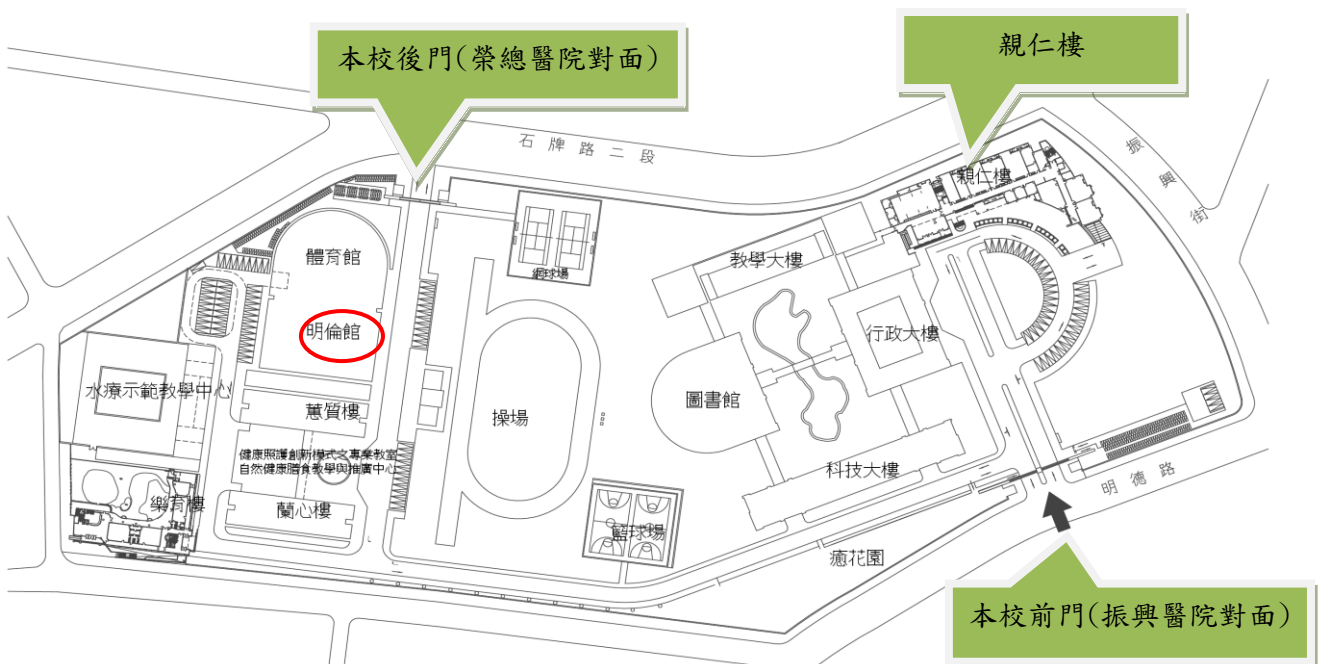 本校後門(榮總醫院對面)
親仁樓
石牌路二段
振興街
親仁樓
體育館
網球場
教學大樓
明倫館
行政大樓
水療示範教學中心
蕙質樓
操場
圖書館
健康照護創新模式之專業教室
自然健康膳食教學與推廣中心
科技大樓
樂育樓
蘭心樓
籃球場
明德路
癒花園
本校前門(振興醫院對面)